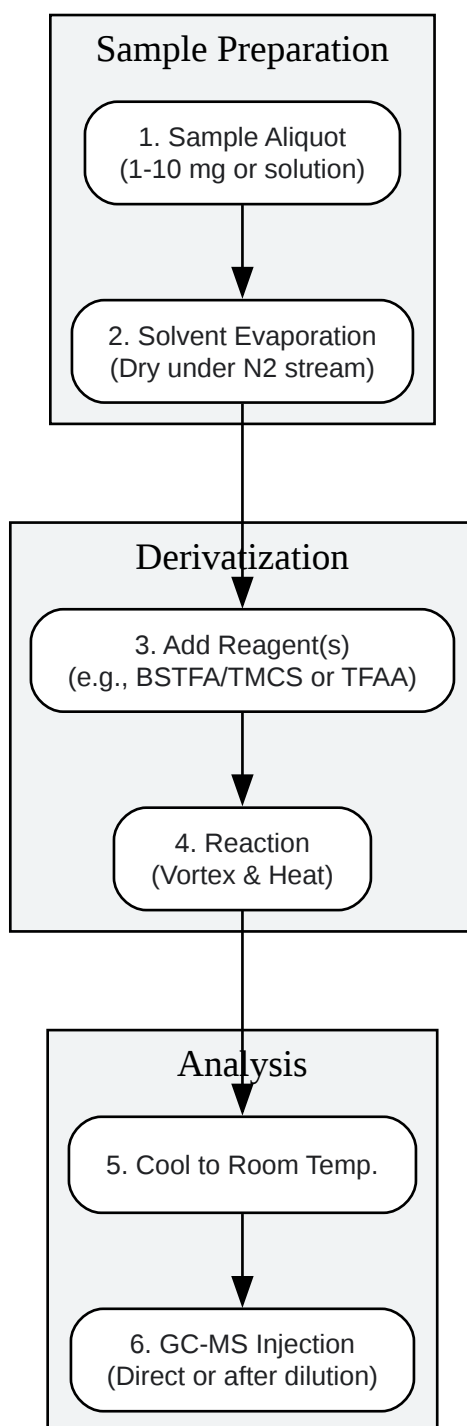 Sample Preparation
1. Sample Aliquot
(1-10 mg or solution)
2. Solvent Evaporation
(Dry under N2 stream)
Derivatization
3. Add Reagent(s)
(e.g., BSTFA/TMCS or TFAA)
4. Reaction
(Vortex & Heat)
Analysis
5. Cool to Room Temp.
6. GC-MS Injection
(Direct or after dilution)